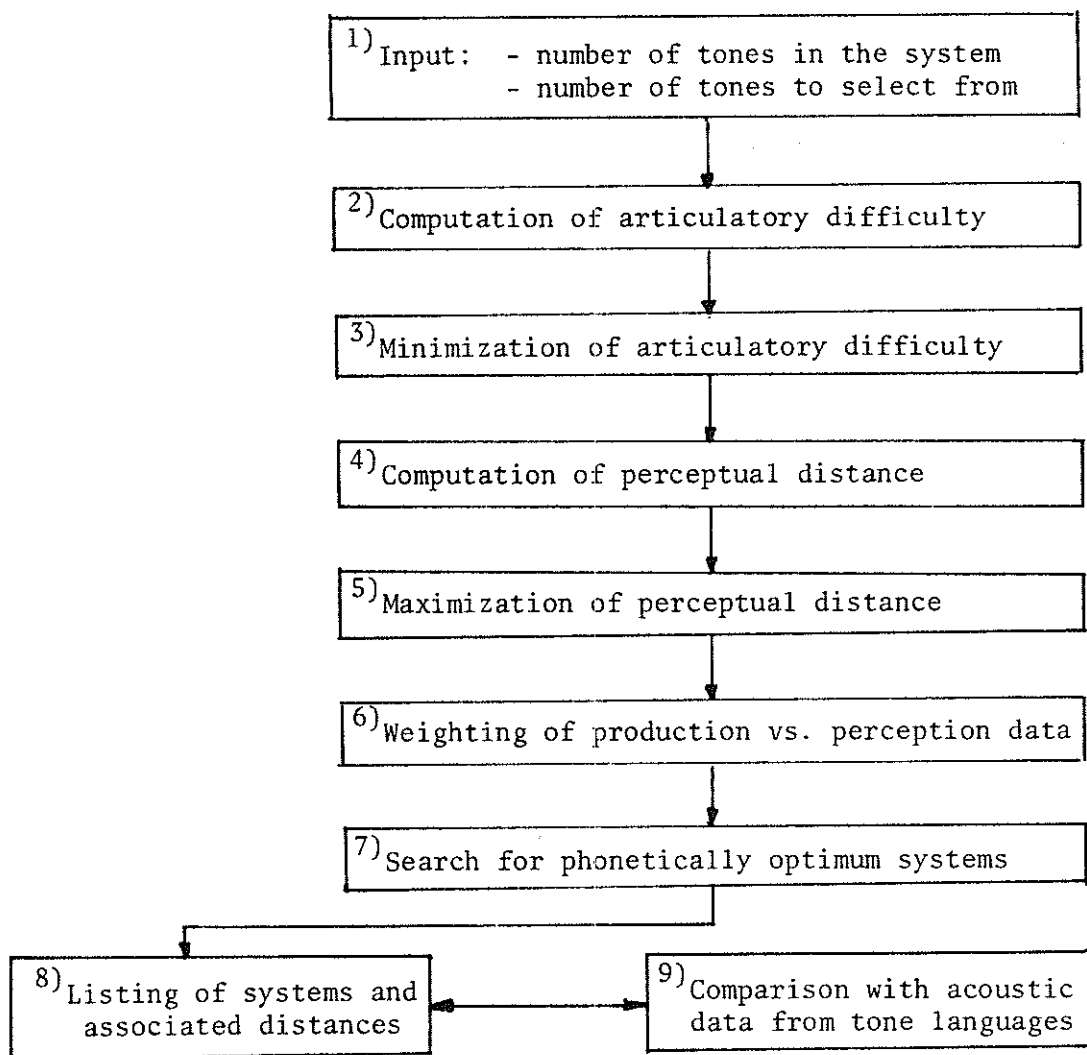 1) Input: - number of tones in the system
- number of tones to select from
2) Computation of articulatory difficulty
3) Minimization of articulatory difficulty
4) Computation of perceptual distance
5) Maximization of perceptual distance
6) Weighting of production vs. perception data
7) Search for phonetically optimum systems
8) Listing of systems and
associated distances
9) Comparison with acoustic
data from tone languages